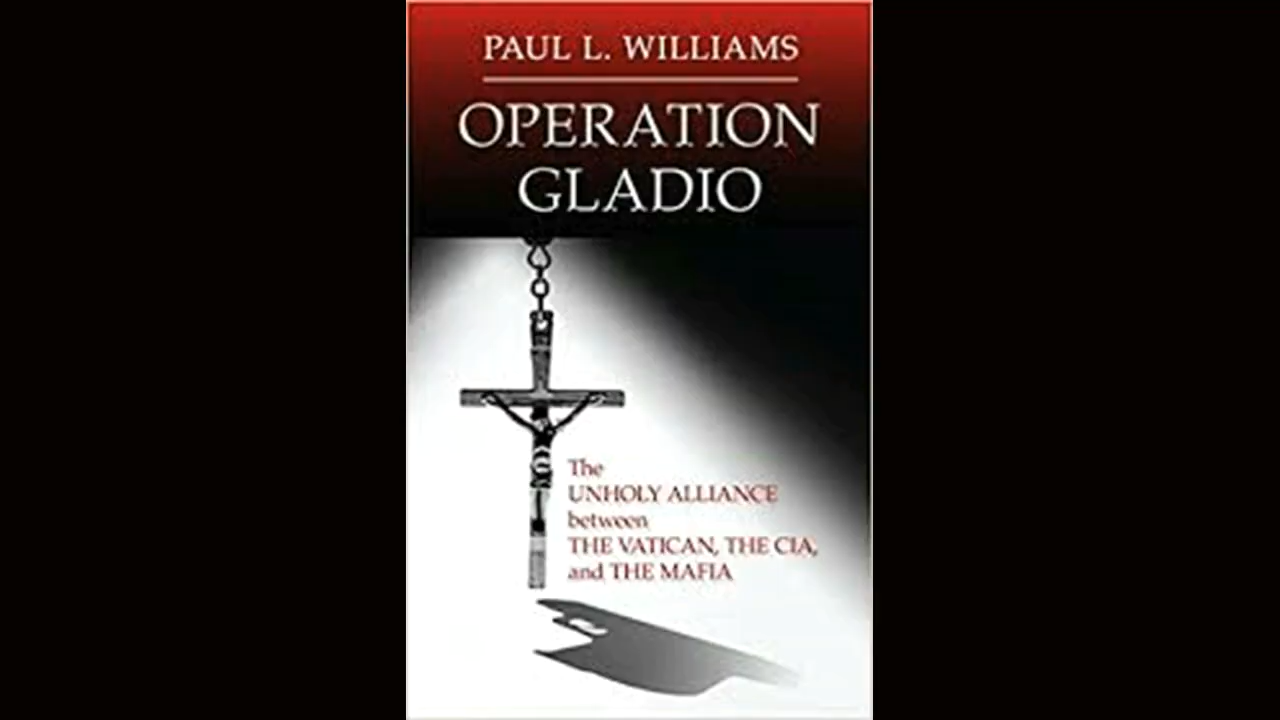 PAUL L. WILLIAMS
OPERATION
GLADIO
The
UNHOLY ALLIANCE
between
THE VATICAN, THE CIA,
and THE MAFIA